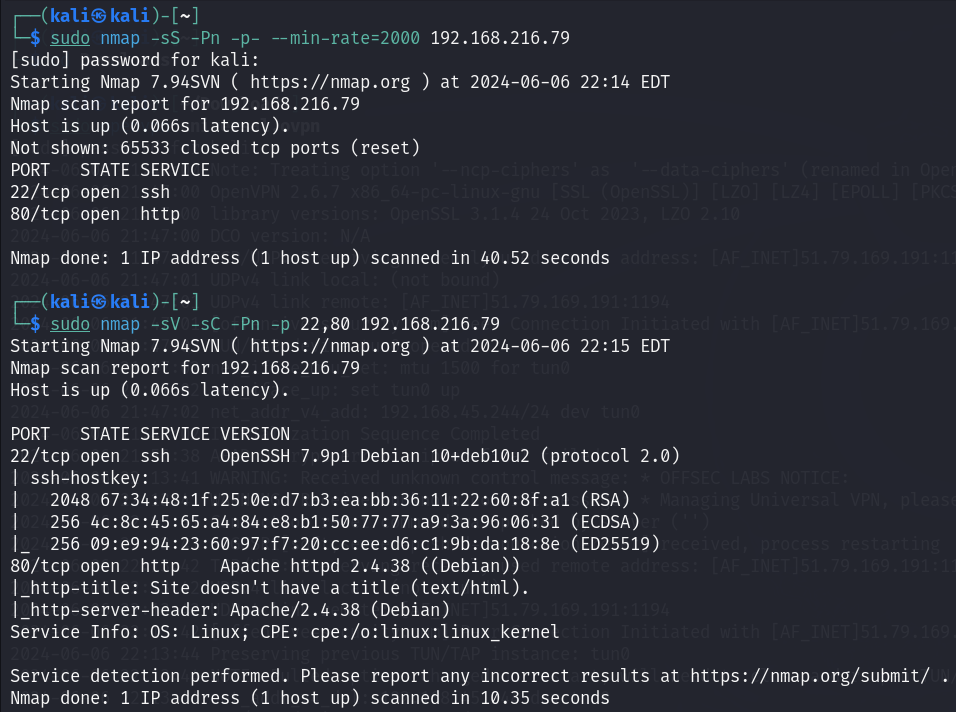 ┌──(kali㉿kali)-[~]
└─$ sudo nmap -sS -Pn -p- --min-rate=2000 192.168.216.79
[sudo] password for kali:
Starting Nmap 7.94SVN ( https://nmap.org ) at 2024-06-06 22:14 EDT
Nmap scan report for 192.168.216.79
Host is up (0.066s latency).
Not shown: 65533 closed tcp ports (reset)
PORT   STATE SERVICE
22/tcp open  ssh
80/tcp open  http
Nmap done: 1 IP address (1 host up) scanned in 40.52 seconds
┌──(kali㉿kali)-[~]
└─$ sudo nmap -sV -sC -Pn -p 22,80 192.168.216.79
Starting Nmap 7.94SVN ( https://nmap.org ) at 2024-06-06 22:15 EDT
Nmap scan report for 192.168.216.79
Host is up (0.066s latency).
PORT   STATE SERVICE VERSION
22/tcp open  ssh     OpenSSH 7.9p1 Debian 10+deb10u2 (protocol 2.0)
| ssh-hostkey:
|   2048 67:34:48:1f:25:0e:d7:b3:ea:bb:36:11:22:60:8f:a1 (RSA)
|   256 4c:8c:45:65:a4:84:e8:b1:50:77:77:a9:3a:96:06:31 (ECDSA)
|_  256 09:e9:94:23:60:97:f7:20:cc:ee:d6:c1:9b:da:18:8e (ED25519)
80/tcp open  http    Apache httpd 2.4.38 ((Debian))
|_http-title: Site doesn't have a title (text/html).
|_http-server-header: Apache/2.4.38 (Debian)
Service Info: OS: Linux; CPE: cpe:/o:linux:linux_kernel
Service detection performed. Please report any incorrect results at https://nmap.org/submit/ .
Nmap done: 1 IP address (1 host up) scanned in 10.35 seconds